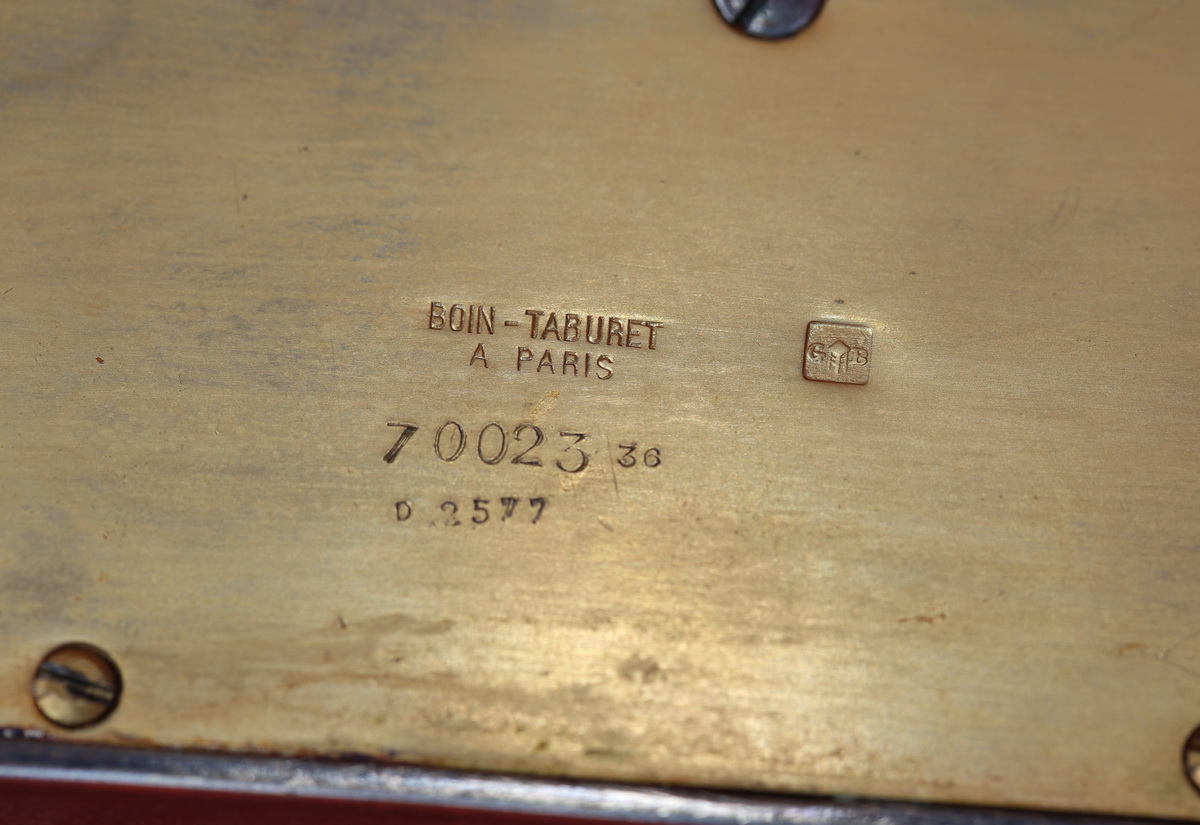 BOIN-TABURET
A PARIS
G B
70023 36
D 2577